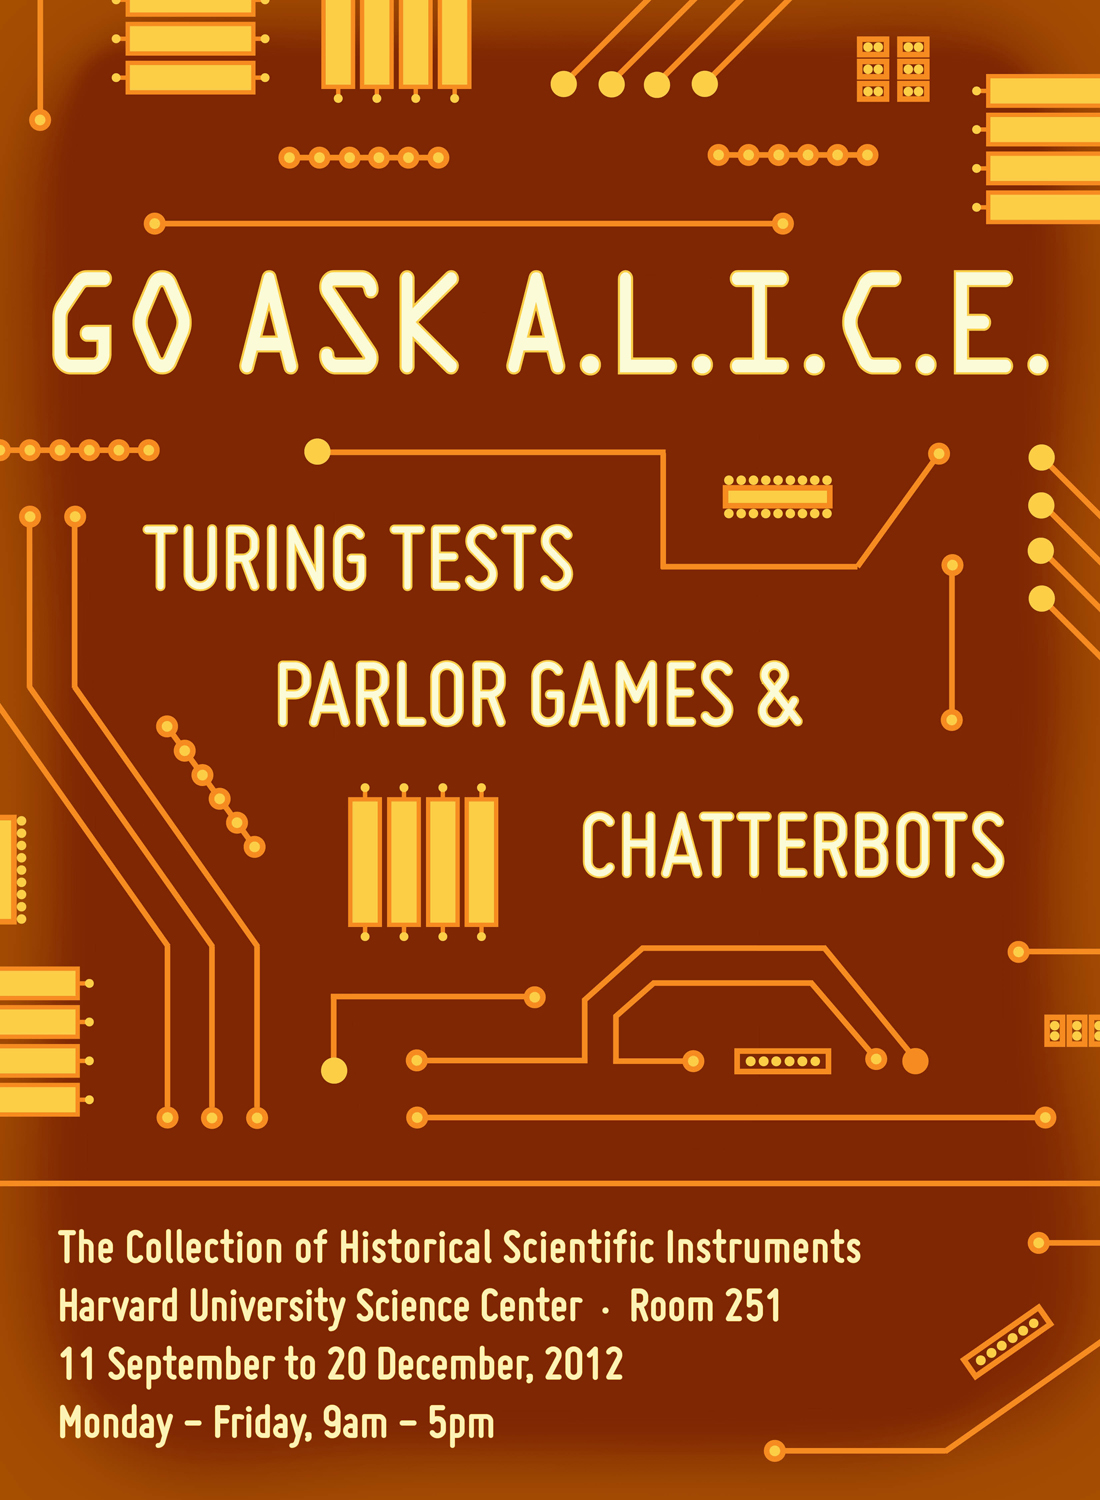 GO ASK A.L.I.C.E.
TURING TESTS
PARLOR GAMES &
CHATTERBOTS
The Collection of Historical Scientific Instruments
Harvard University Science Center · Room 251
11 September to 20 December, 2012
Monday – Friday, 9am – 5pm